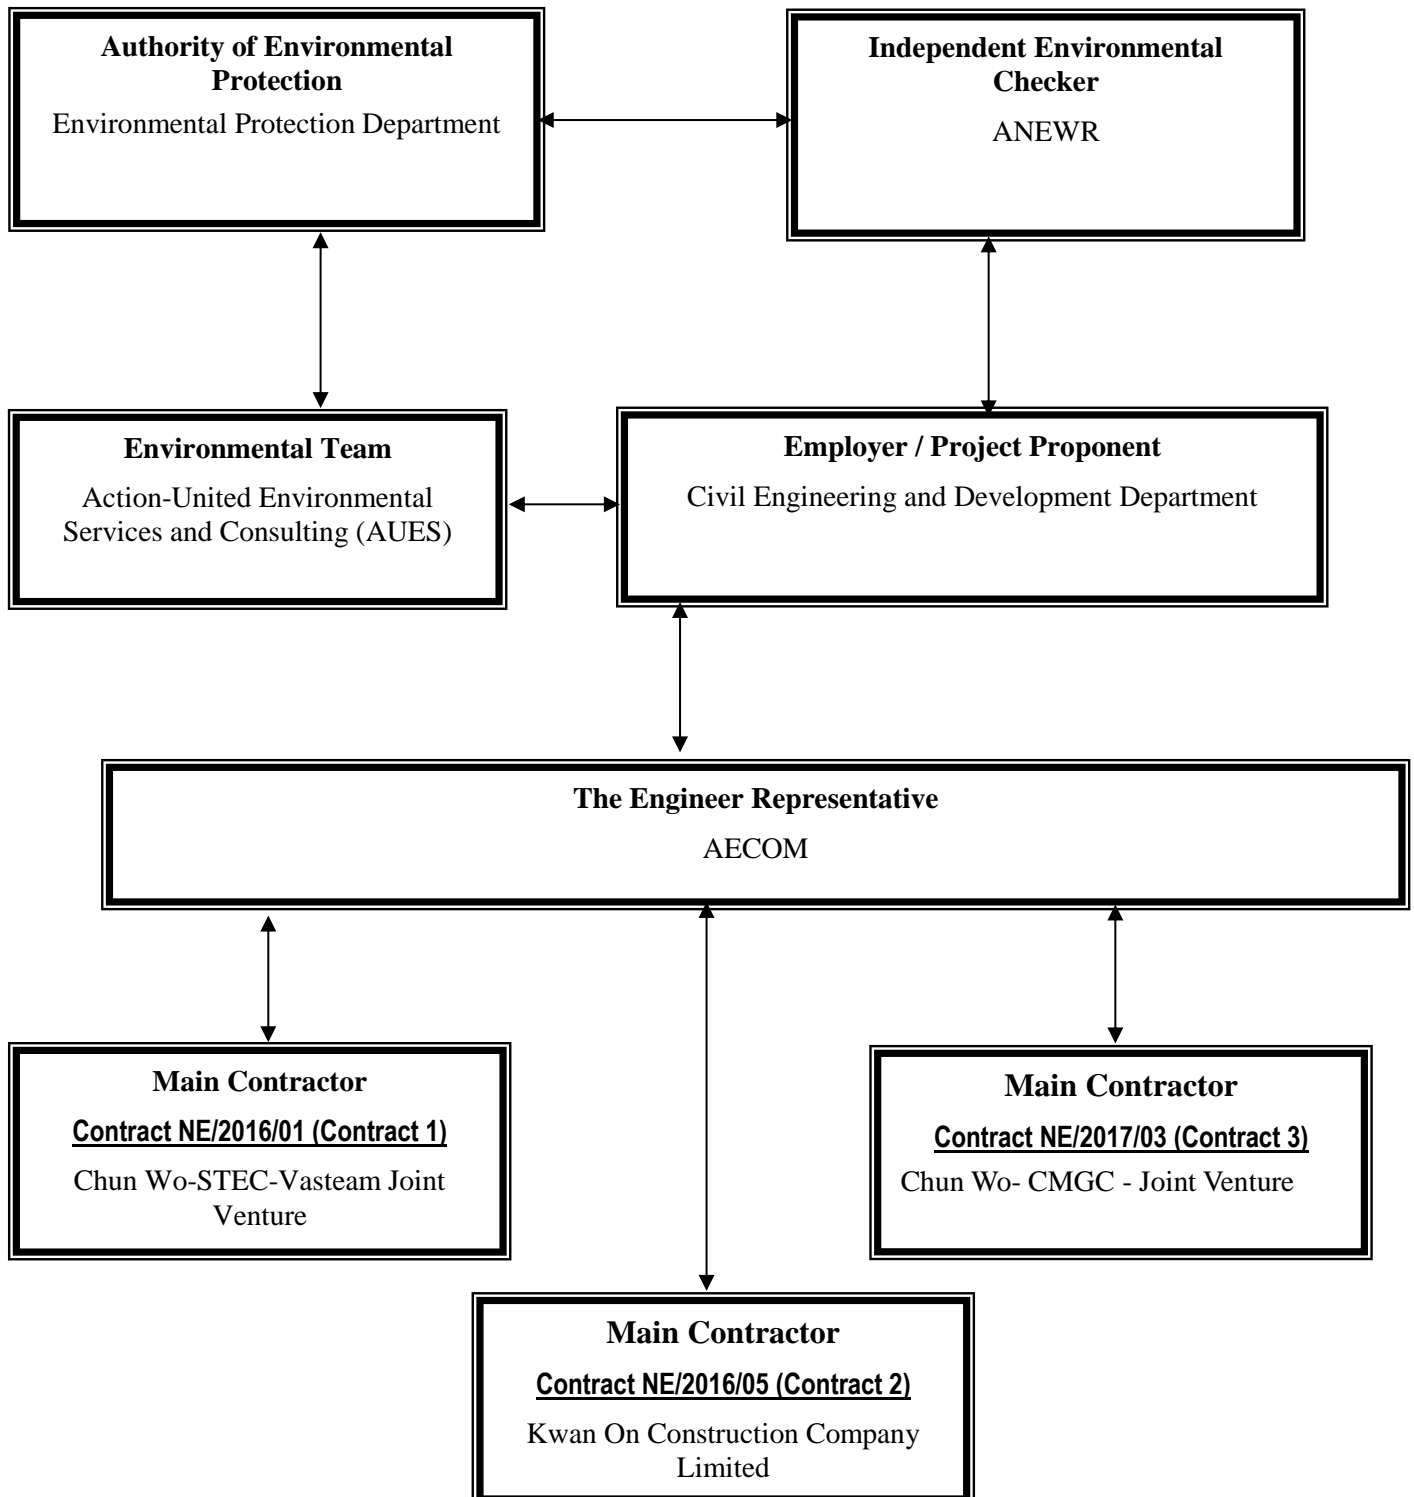 Authority of Environmental
Protection
Environmental Protection Department
Independent Environmental
Checker
ANEWR
Environmental Team
Action-United Environmental
Services and Consulting (AUES)
Employer / Project Proponent
Civil Engineering and Development Department
The Engineer Representative
AECOM
Main Contractor
Contract NE/2016/01 (Contract 1)
Chun Wo-STEC-Vasteam Joint
Venture
Main Contractor
Contract NE/2017/03 (Contract 3)
Chun Wo- CMGC - Joint Venture
Main Contractor
Contract NE/2016/05 (Contract 2)
Kwan On Construction Company
Limited